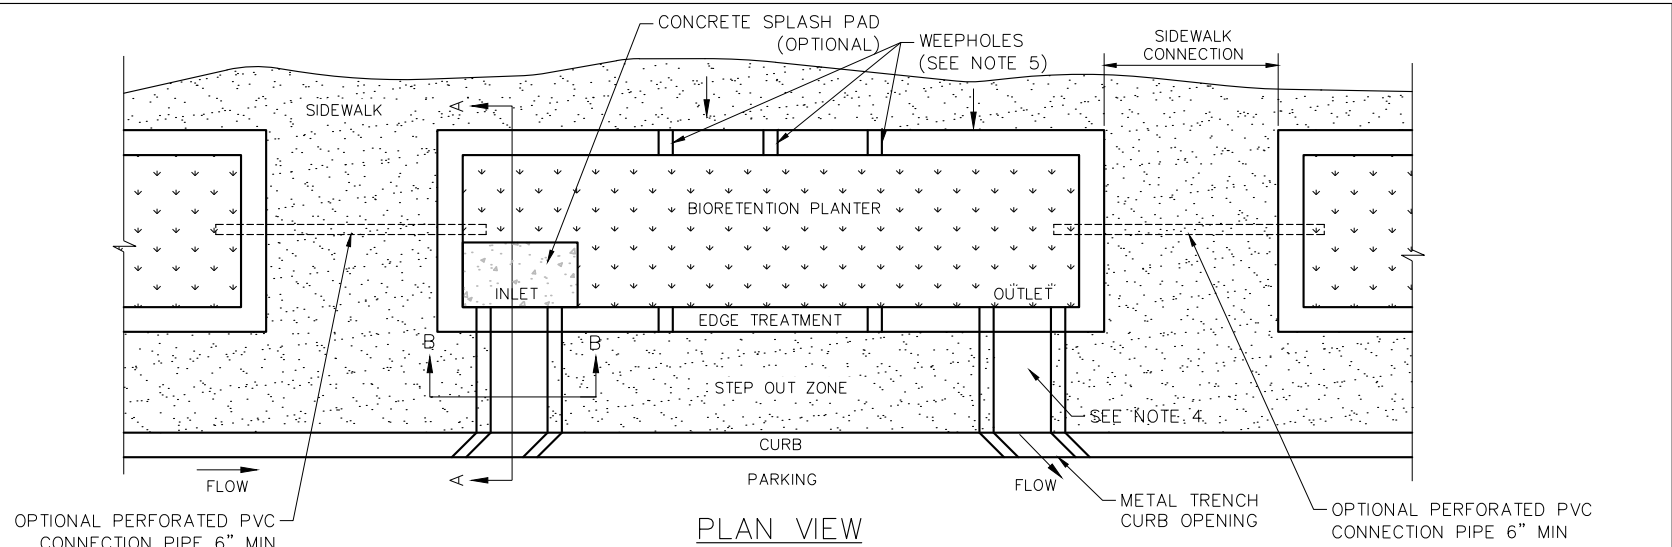 CONCRETE SPLASH PAD
(OPTIONAL)
WEEPHOLES
(SEE NOTE 5)
SIDEWALK
CONNECTION
SIDEWALK
A
BIORETENTION PLANTER
INLET
OUTLET
EDGE TREATMENT
B
B
STEP OUT ZONE
SEE NOTE 4
CURB
A
PARKING
FLOW
FLOW
METAL TRENCH
CURB OPENING
OPTIONAL PERFORATED PVC
CONNECTION PIPE 6" MIN
OPTIONAL PERFORATED PVC
CONNECTION PIPE 6" MIN
PLAN VIEW